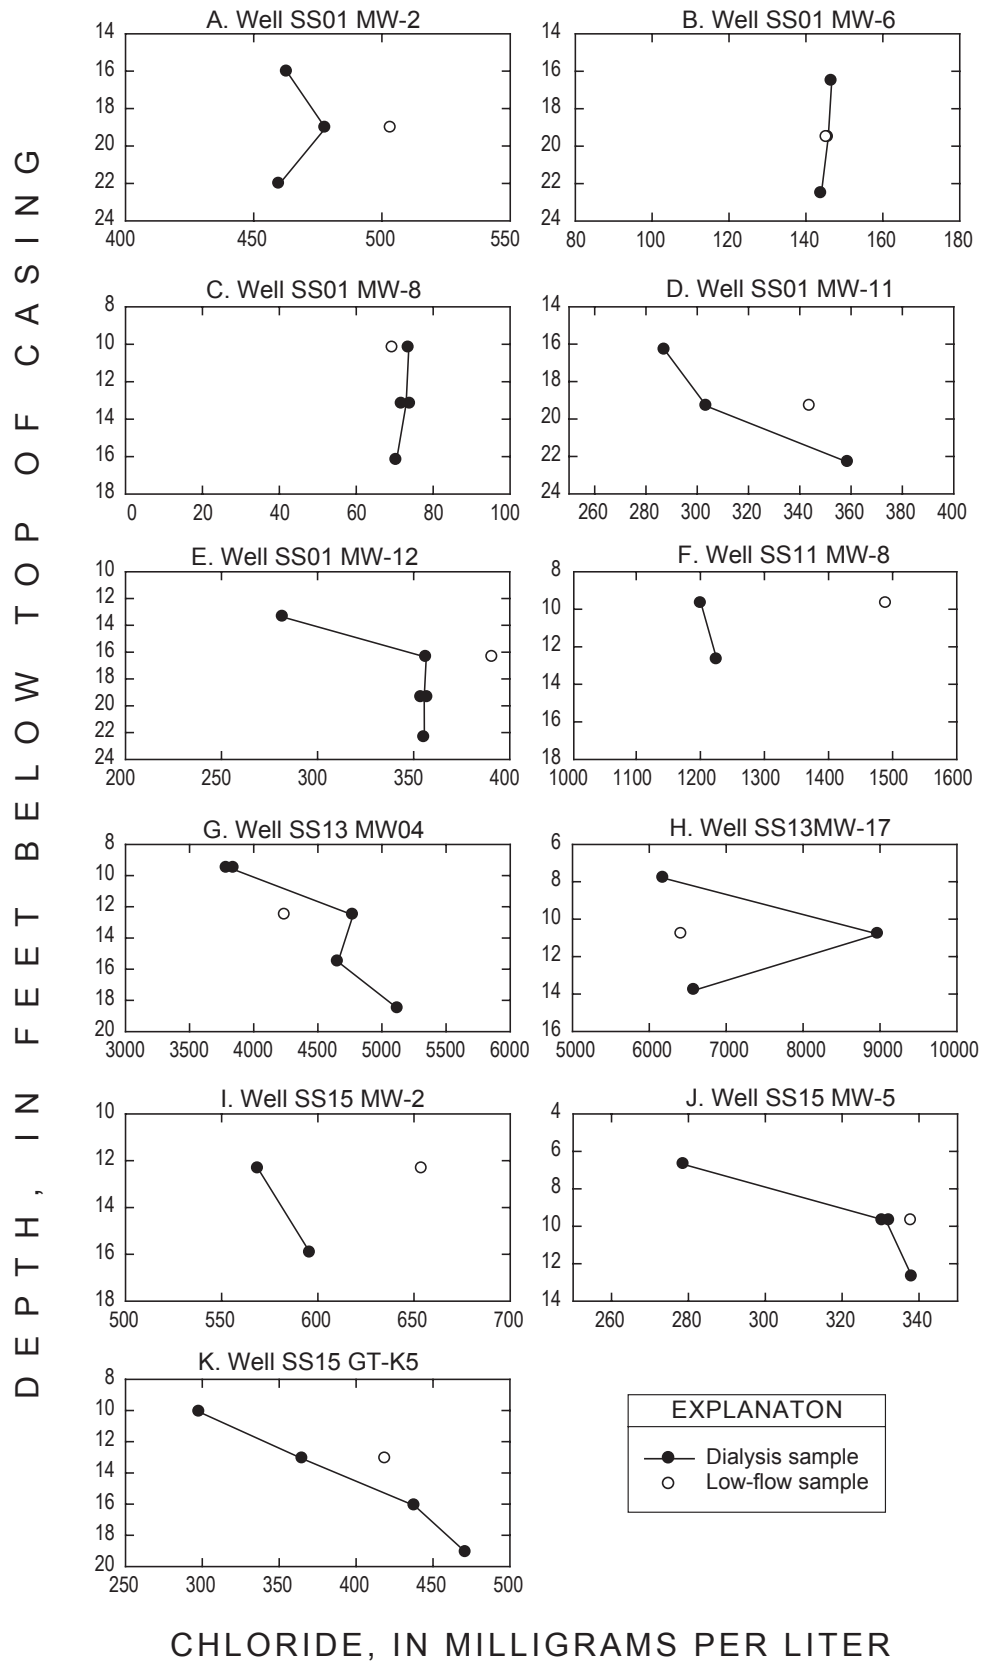 DEPTH, IN FEET BELOW TOP OF CASING
A. Well SS01 MW-2
14
16
18
20
22
24
400 450 500 550
B. Well SS01 MW-6
14
16
18
20
22
24
80 100 120 140 160 180
C. Well SS01 MW-8
8
10
12
14
16
18
0 20 40 60 80 100
D. Well SS01 MW-11
14
16
18
20
22
24
260 280 300 320 340 360 380 400
E. Well SS01 MW-12
10
12
14
16
18
20
22
24
200 250 300 350 400
F. Well SS11 MW-8
8
10
12
14
16
18
1000 1100 1200 1300 1400 1500 1600
G. Well SS13 MW04
8
10
12
14
16
18
20
3000 3500 4000 4500 5000 5500 6000
H. Well SS13MW-17
6
8
10
12
14
16
5000 6000 7000 8000 9000 10000
I. Well SS15 MW-2
10
12
14
16
18
500 550 600 650 700
J. Well SS15 MW-5
4
6
8
10
12
14
260 280 300 320 340
K. Well SS15 GT-K5
8
10
12
14
16
18
20
250 300 350 400 450 500
EXPLANATON
Dialysis sample
Low-flow sample
CHLORIDE, IN MILLIGRAMS PER LITER